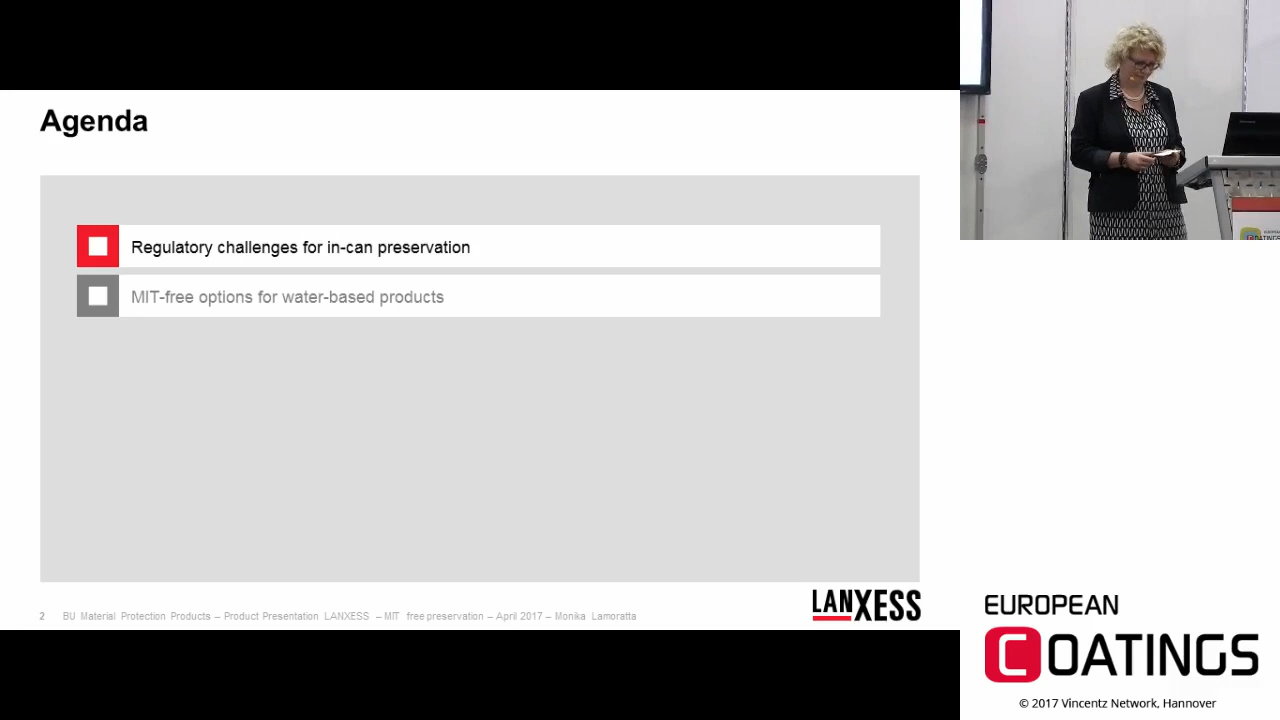 Agenda
Regulatory challenges for in-can preservation
MIT-free options for water-based products
2 BU Material Protection Products – Product Presentation LANXESS – MIT free preservation – April 2017 – Monika Lamoratta
LANXESS
EUROPEAN
COATINGS
© 2017 Vincentz Network, Hannover